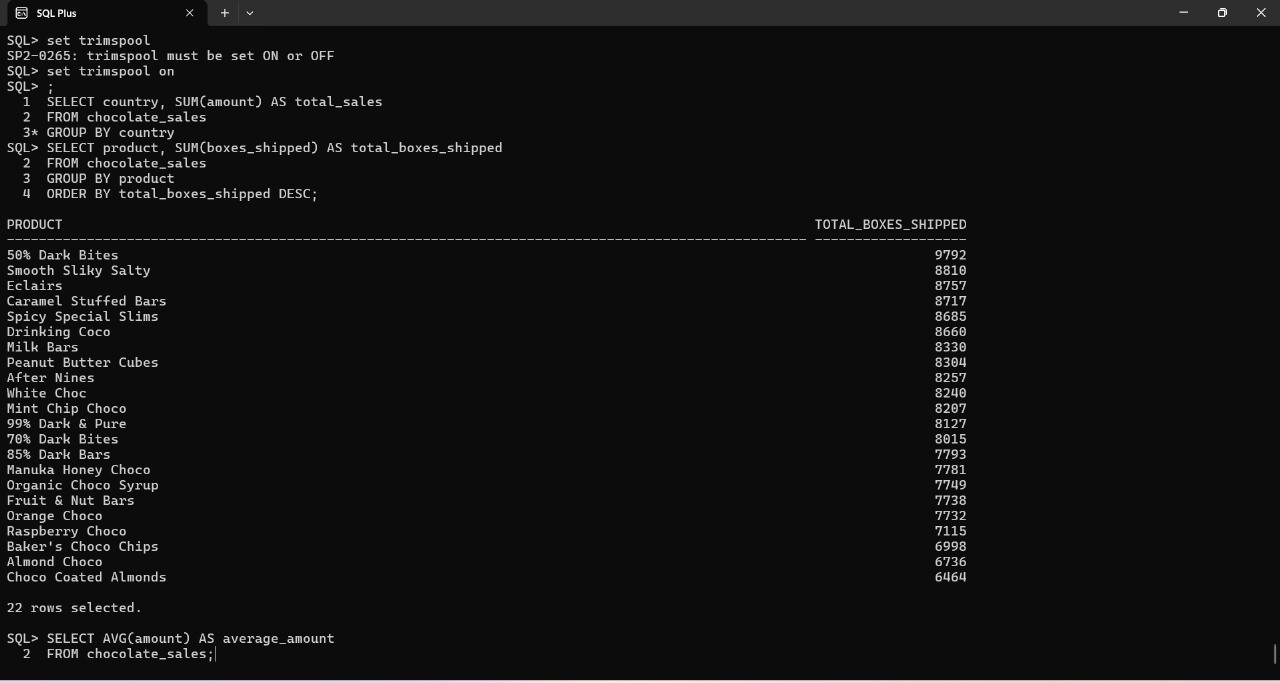 SQL Plus
SQL> set trimspool
SP2-0265: trimspool must be set ON or OFF
SQL> set trimspool on
SQL> ;
  1  SELECT country, SUM(amount) AS total_sales
  2  FROM chocolate_sales
  3* GROUP BY country
SQL> SELECT product, SUM(boxes_shipped) AS total_boxes_shipped
  2  FROM chocolate_sales
  3  GROUP BY product
  4  ORDER BY total_boxes_shipped DESC;
PRODUCT TOTAL_BOXES_SHIPPED
---------------------------------------------------------------------------------------------------- -------------------
50% Dark Bites 9792
Smooth Sliky Salty 8810
Eclairs 8757
Caramel Stuffed Bars 8717
Spicy Special Slims 8685
Drinking Coco 8660
Milk Bars 8330
Peanut Butter Cubes 8304
After Nines 8257
White Choc 8240
Mint Chip Choco 8207
99% Dark & Pure 8127
70% Dark Bites 8015
85% Dark Bars 7793
Manuka Honey Choco 7781
Organic Choco Syrup 7749
Fruit & Nut Bars 7738
Orange Choco 7732
Raspberry Choco 7115
Baker's Choco Chips 6998
Almond Choco 6736
Choco Coated Almonds 6464
22 rows selected.
SQL> SELECT AVG(amount) AS average_amount
  2  FROM chocolate_sales;